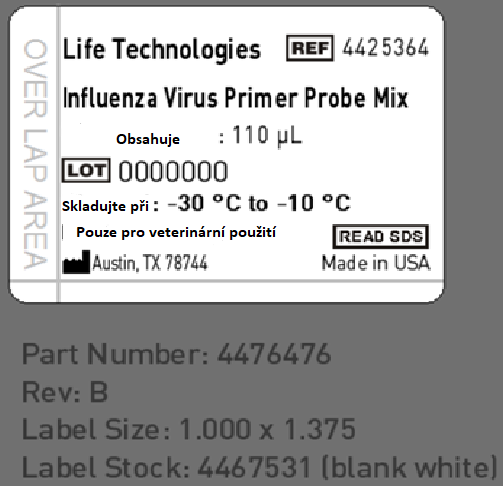 OVER LAP AREA
Life Technologies REF 4425364
Influenza Virus Primer Probe Mix
Obsahuje : 110 µL
LOT 0000000
Skladujte při : -30 °C to -10 °C
Pouze pro veterinární použití
READ SDS
Austin, TX 78744 Made in USA
Part Number: 4476476
Rev: B
Label Size: 1.000 x 1.375
Label Stock: 4467531 (blank white)